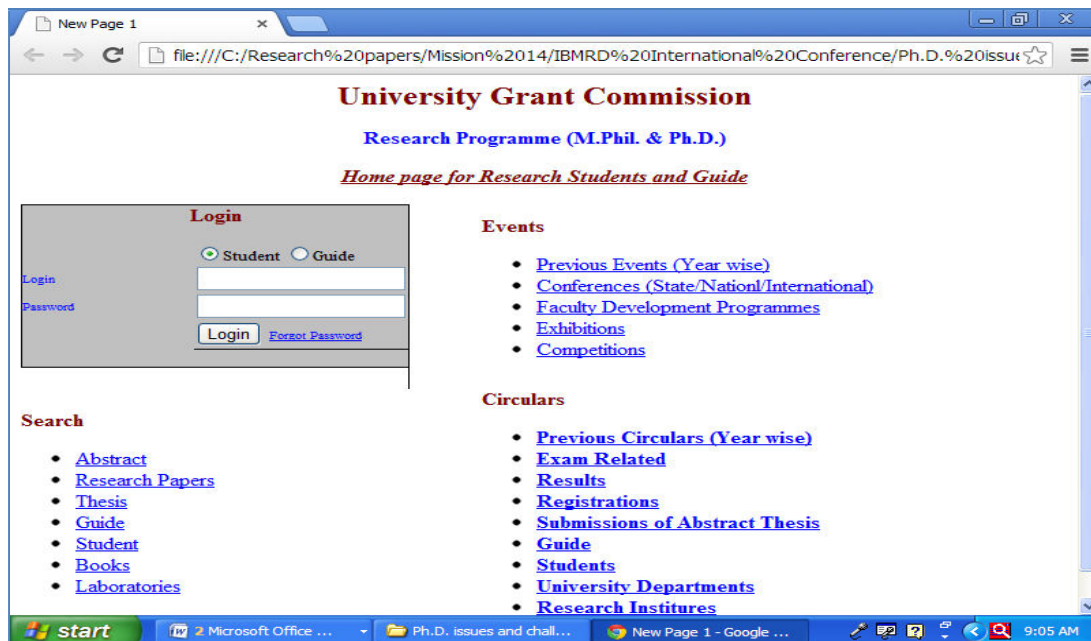 New Page 1
file:///C:/Research%20papers/Mission%2014/IBMRD%20International%20Conference/Ph.D.%20issue
University Grant Commission
Research Programme (M.Phil. & Ph.D.)
Home page for Research Students and Guide
Login
Student Guide
Login
Password
Login Forgot Password
Search
Abstract
Research Papers
Thesis
Guide
Student
Books
Laboratories
Events
Previous Events (Year wise)
Conferences (State/Nationl/International)
Faculty Development Programmes
Exhibitions
Competitions
Circulars
Previous Circulars (Year wise)
Exam Related
Results
Registrations
Submissions of Abstract Thesis
Guide
Students
University Departments
Research Institures
start 2 Microsoft Office ... Ph.D. issues and chall... New Page 1 - Google ... 9:05 AM